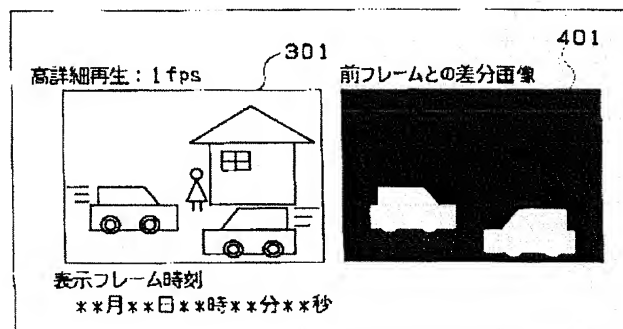 301
401
高詳細再生：1fps
前フレームとの差分画像
表示フレーム時刻
**月**日**時**分**秒